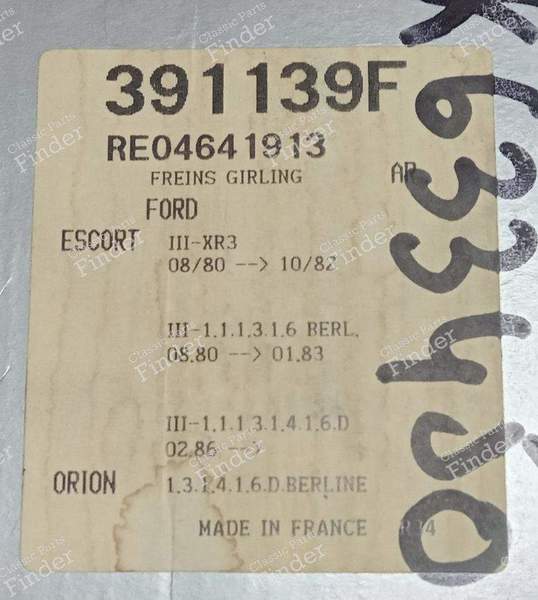 391139F
RE04641913
FREINS GIRLING AR
FORD
ESCORT III-XR3
08/80 --> 10/82
III-1.1.1.3.1.6 BERL.
08.80 --> 01.83
III-1.1.1.3.1.4.1.6.D
02.86 -->
ORION 1.3.1.4.1.6.D.BERLINE
MADE IN FRANCE
Classic Parts Finder